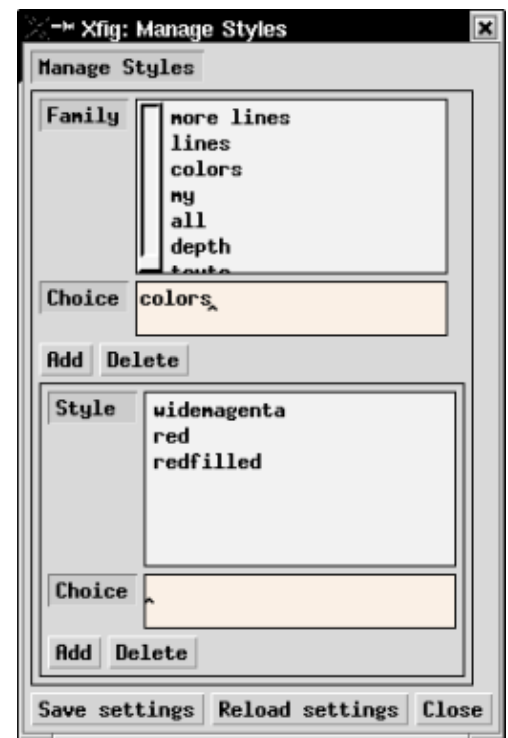 Xfig: Manage Styles
Manage Styles
Family
more lines
lines
colors
my
all
depth
Choice
colors
Add Delete
Style
widemagenta
red
redfilled
Choice
Add Delete
Save settings Reload settings Close